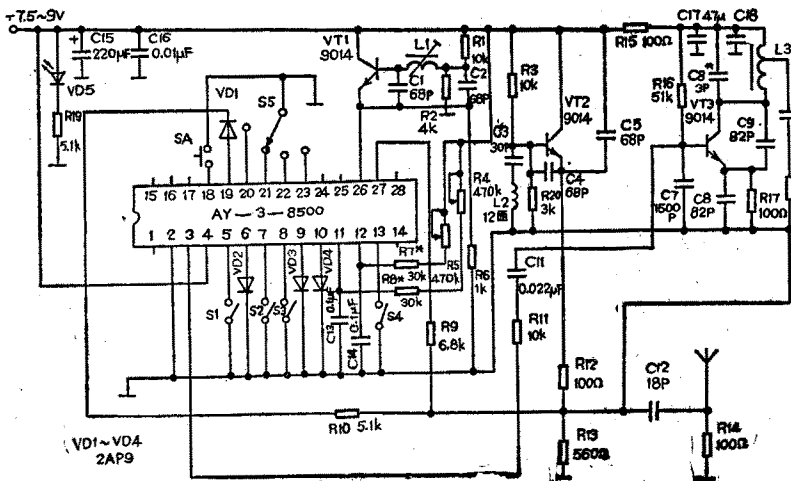 +7.5~9V
C15
220μF
C16
0.01μF
VD5
R19
5.1k
VD1
SA
S5
VT1
9014
L1
C1
68P
R1
10k
C2
68P
R2
4k
R3
10k
C3
30P
L2
VT2
9014
C4
68P
R20
3k
C5
68P
R15 100Ω
C17 47μ
C18
L3
R16
51k
3P
VT3
9014
C9
82P
C7
1500
P
C8
82P
R17
100Ω
15 16 17 18 19 20 21 22 23 24 25 26 27 28
AY-3-8500
1 2 3 4 5 6 7 8 9 10 11 12 13 14
R4
470k
R5
470k
R7*
30k
R8*
30k
R6
1k
VD2
VD3
VD4
S1
S2
S3
C13 0.1μF
C14 0.1μF
S4
R9
6.8k
C11
0.022μF
R11
10k
R12
100Ω
C12
18P
R10 5.1k
R13
560Ω
R14
100Ω
VD1~VD4
2AP9